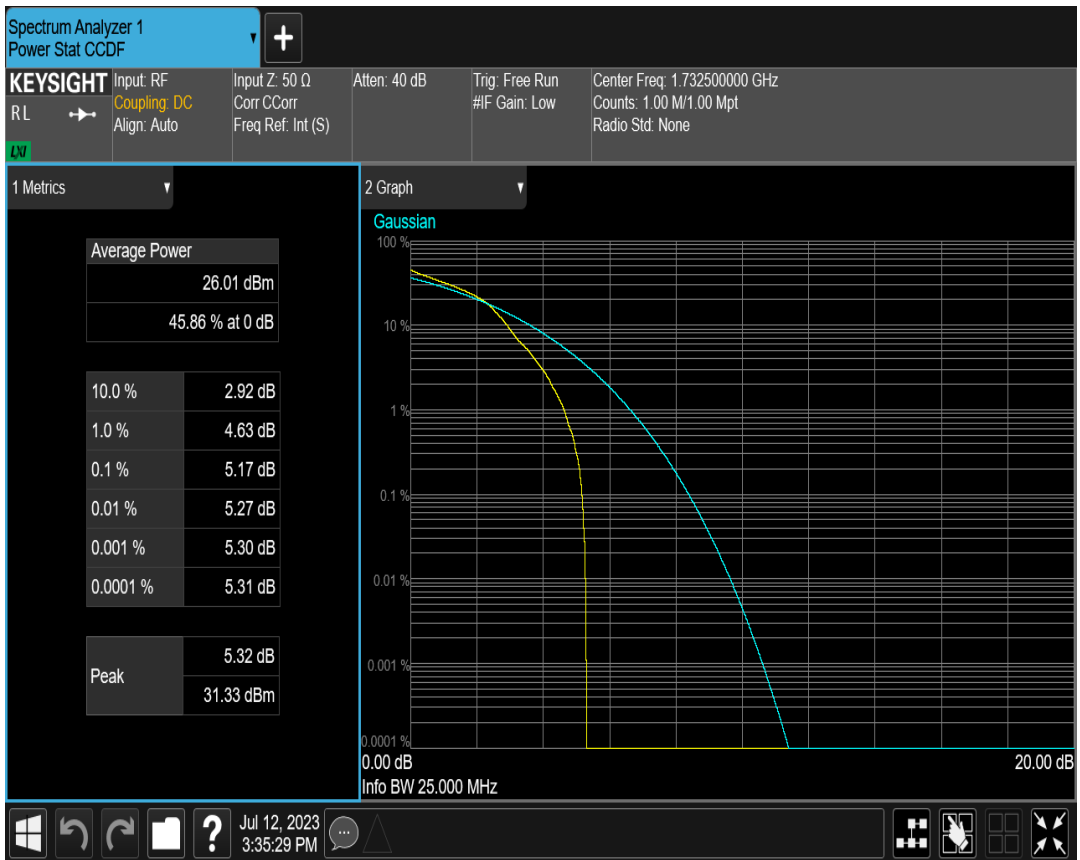 Spectrum Analyzer 1
Power Stat CCDF
+
KEYSIGHT
RL
LXI
Input: RF
Coupling: DC
Align: Auto
Input Z: 50 Ω
Corr CCorr
Freq Ref: Int (S)
Atten: 40 dB
Trig: Free Run
#IF Gain: Low
Center Freq: 1.732500000 GHz
Counts: 1.00 M/1.00 Mpt
Radio Std: None
1 Metrics
Average Power
26.01 dBm
45.86 % at 0 dB
10.0 % 2.92 dB
1.0 % 4.63 dB
0.1 % 5.17 dB
0.01 % 5.27 dB
0.001 % 5.30 dB
0.0001 % 5.31 dB
Peak
5.32 dB
31.33 dBm
2 Graph
Gaussian
100 %
10 %
1 %
0.1 %
0.01 %
0.001 %
0.0001 %
0.00 dB 20.00 dB
Info BW 25.000 MHz
?
Jul 12, 2023
3:35:29 PM